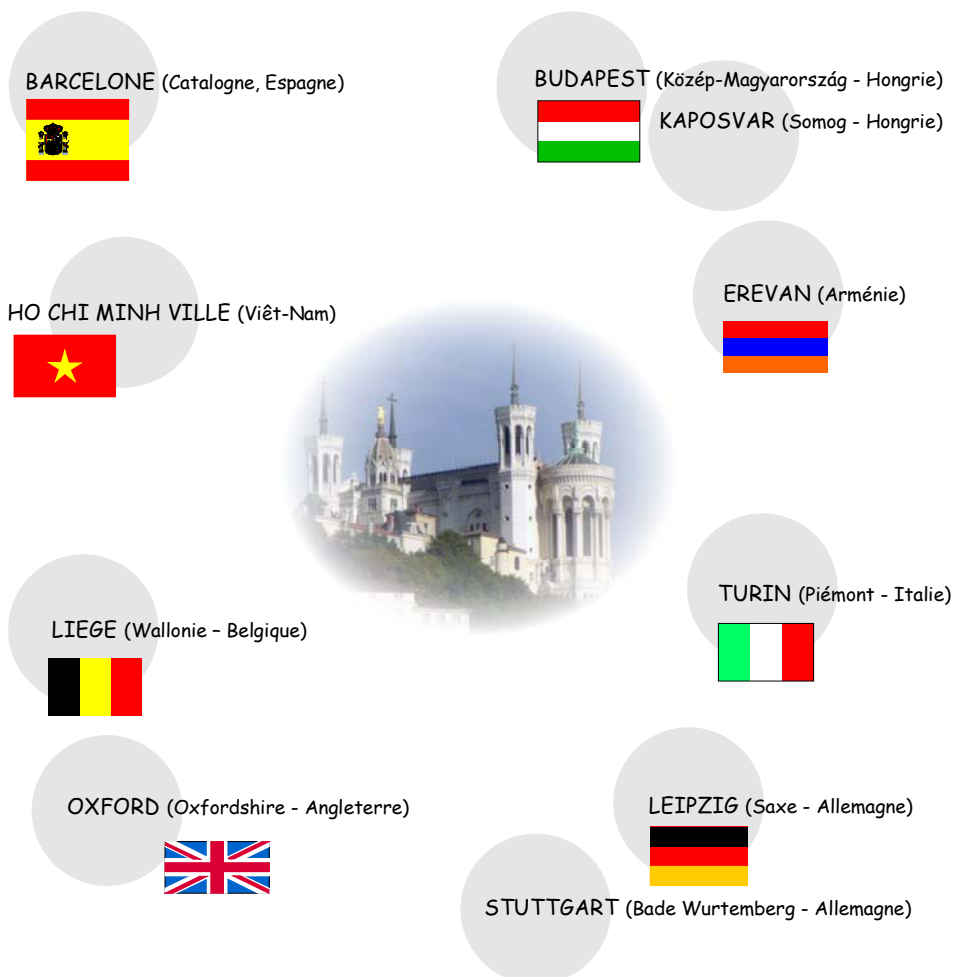 BARCELONE (Catalogne, Espagne)
BUDAPEST (Közép-Magyarország - Hongrie)
KAPOSVAR (Somog - Hongrie)
EREVAN (Arménie)
HO CHI MINH VILLE (Viêt-Nam)
TURIN (Piémont - Italie)
LIEGE (Wallonie – Belgique)
OXFORD (Oxfordshire - Angleterre)
LEIPZIG (Saxe - Allemagne)
STUTTGART (Bade Wurtemberg - Allemagne)